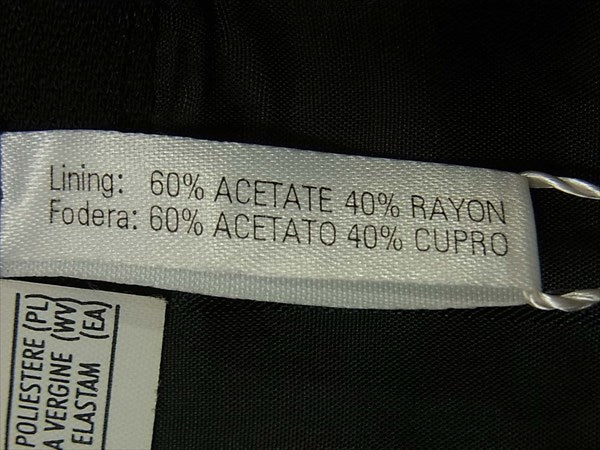 Lining: 60% ACETATE 40% RAYON
Fodera: 60% ACETATO 40% CUPRO
POLIESTERE (PL)
A VERGINE (WV)
ELASTAM (EA)